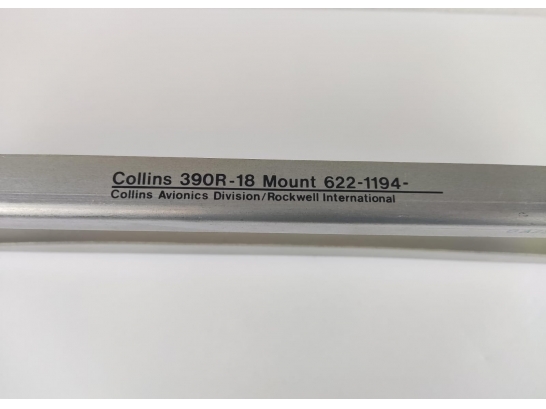 Collins 390R-18 Mount 622-1194-
Collins Avionics Division/Rockwell International